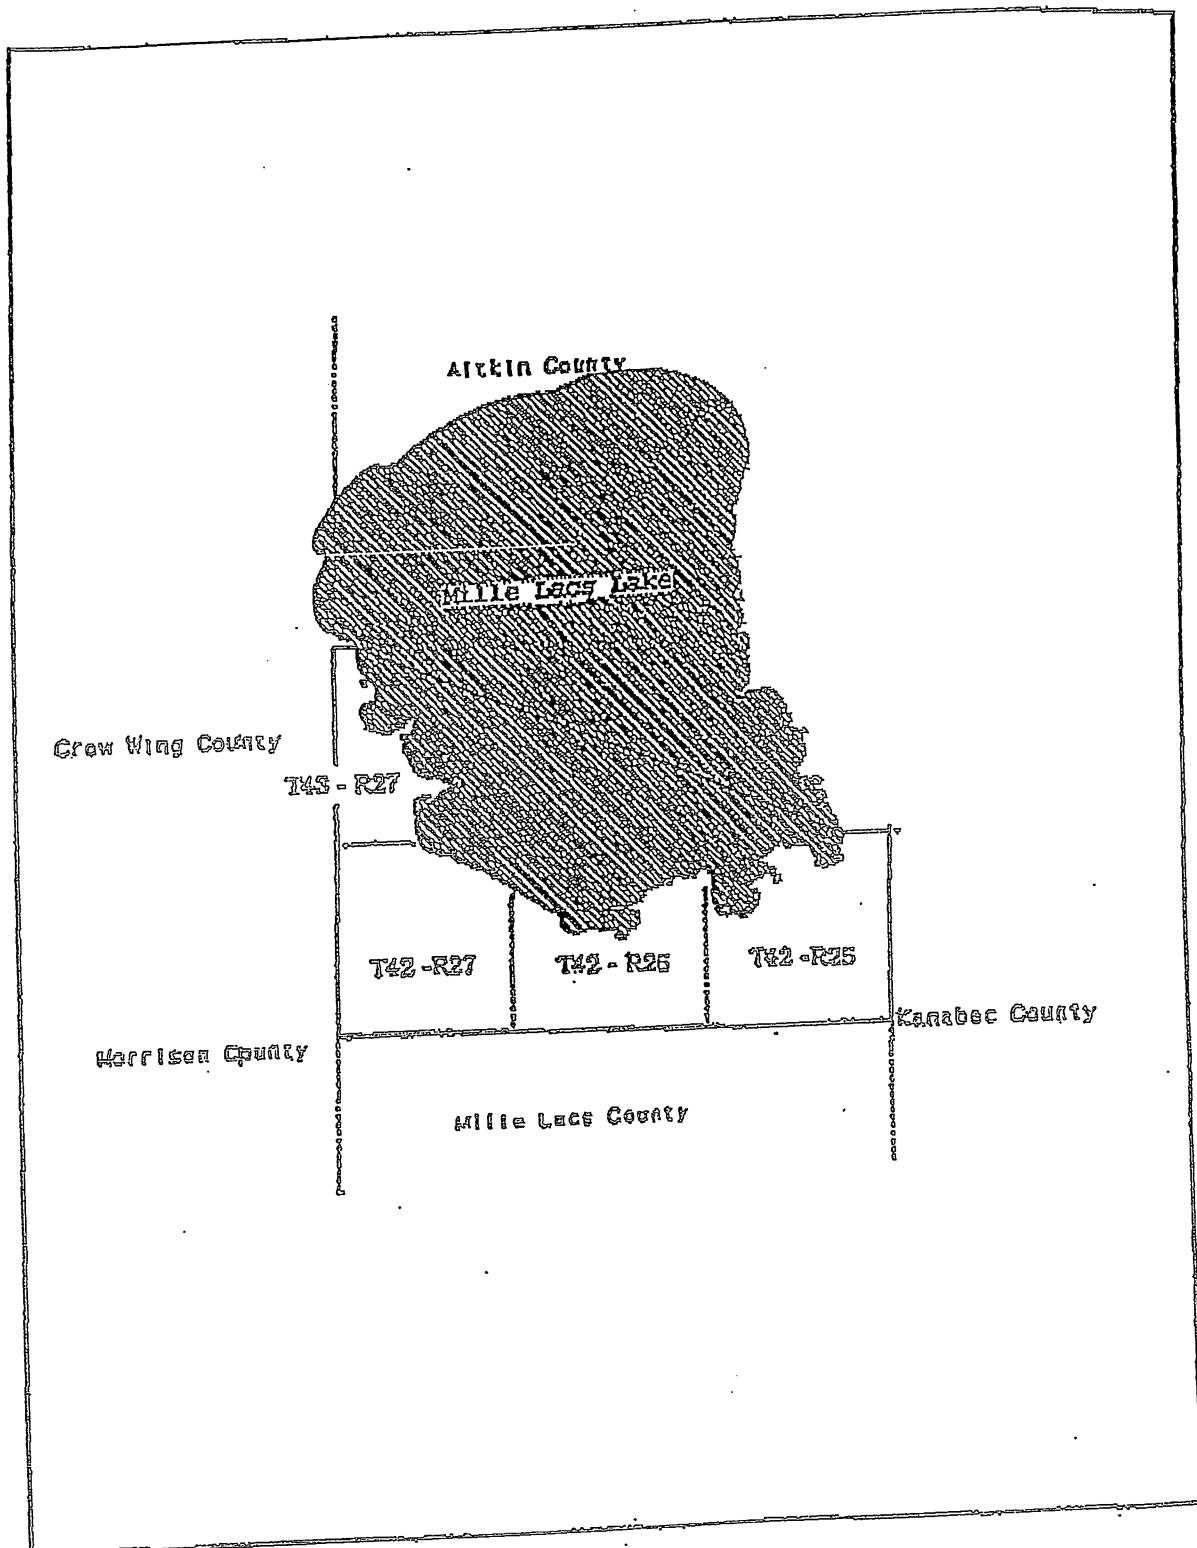 Aitkin County
Mille Lacs Lake
Crow Wing County
T43 - R27
T42 - R27
T42 - R26
T42 - R25
Kanabec County
Morrison County
Mille Lacs County